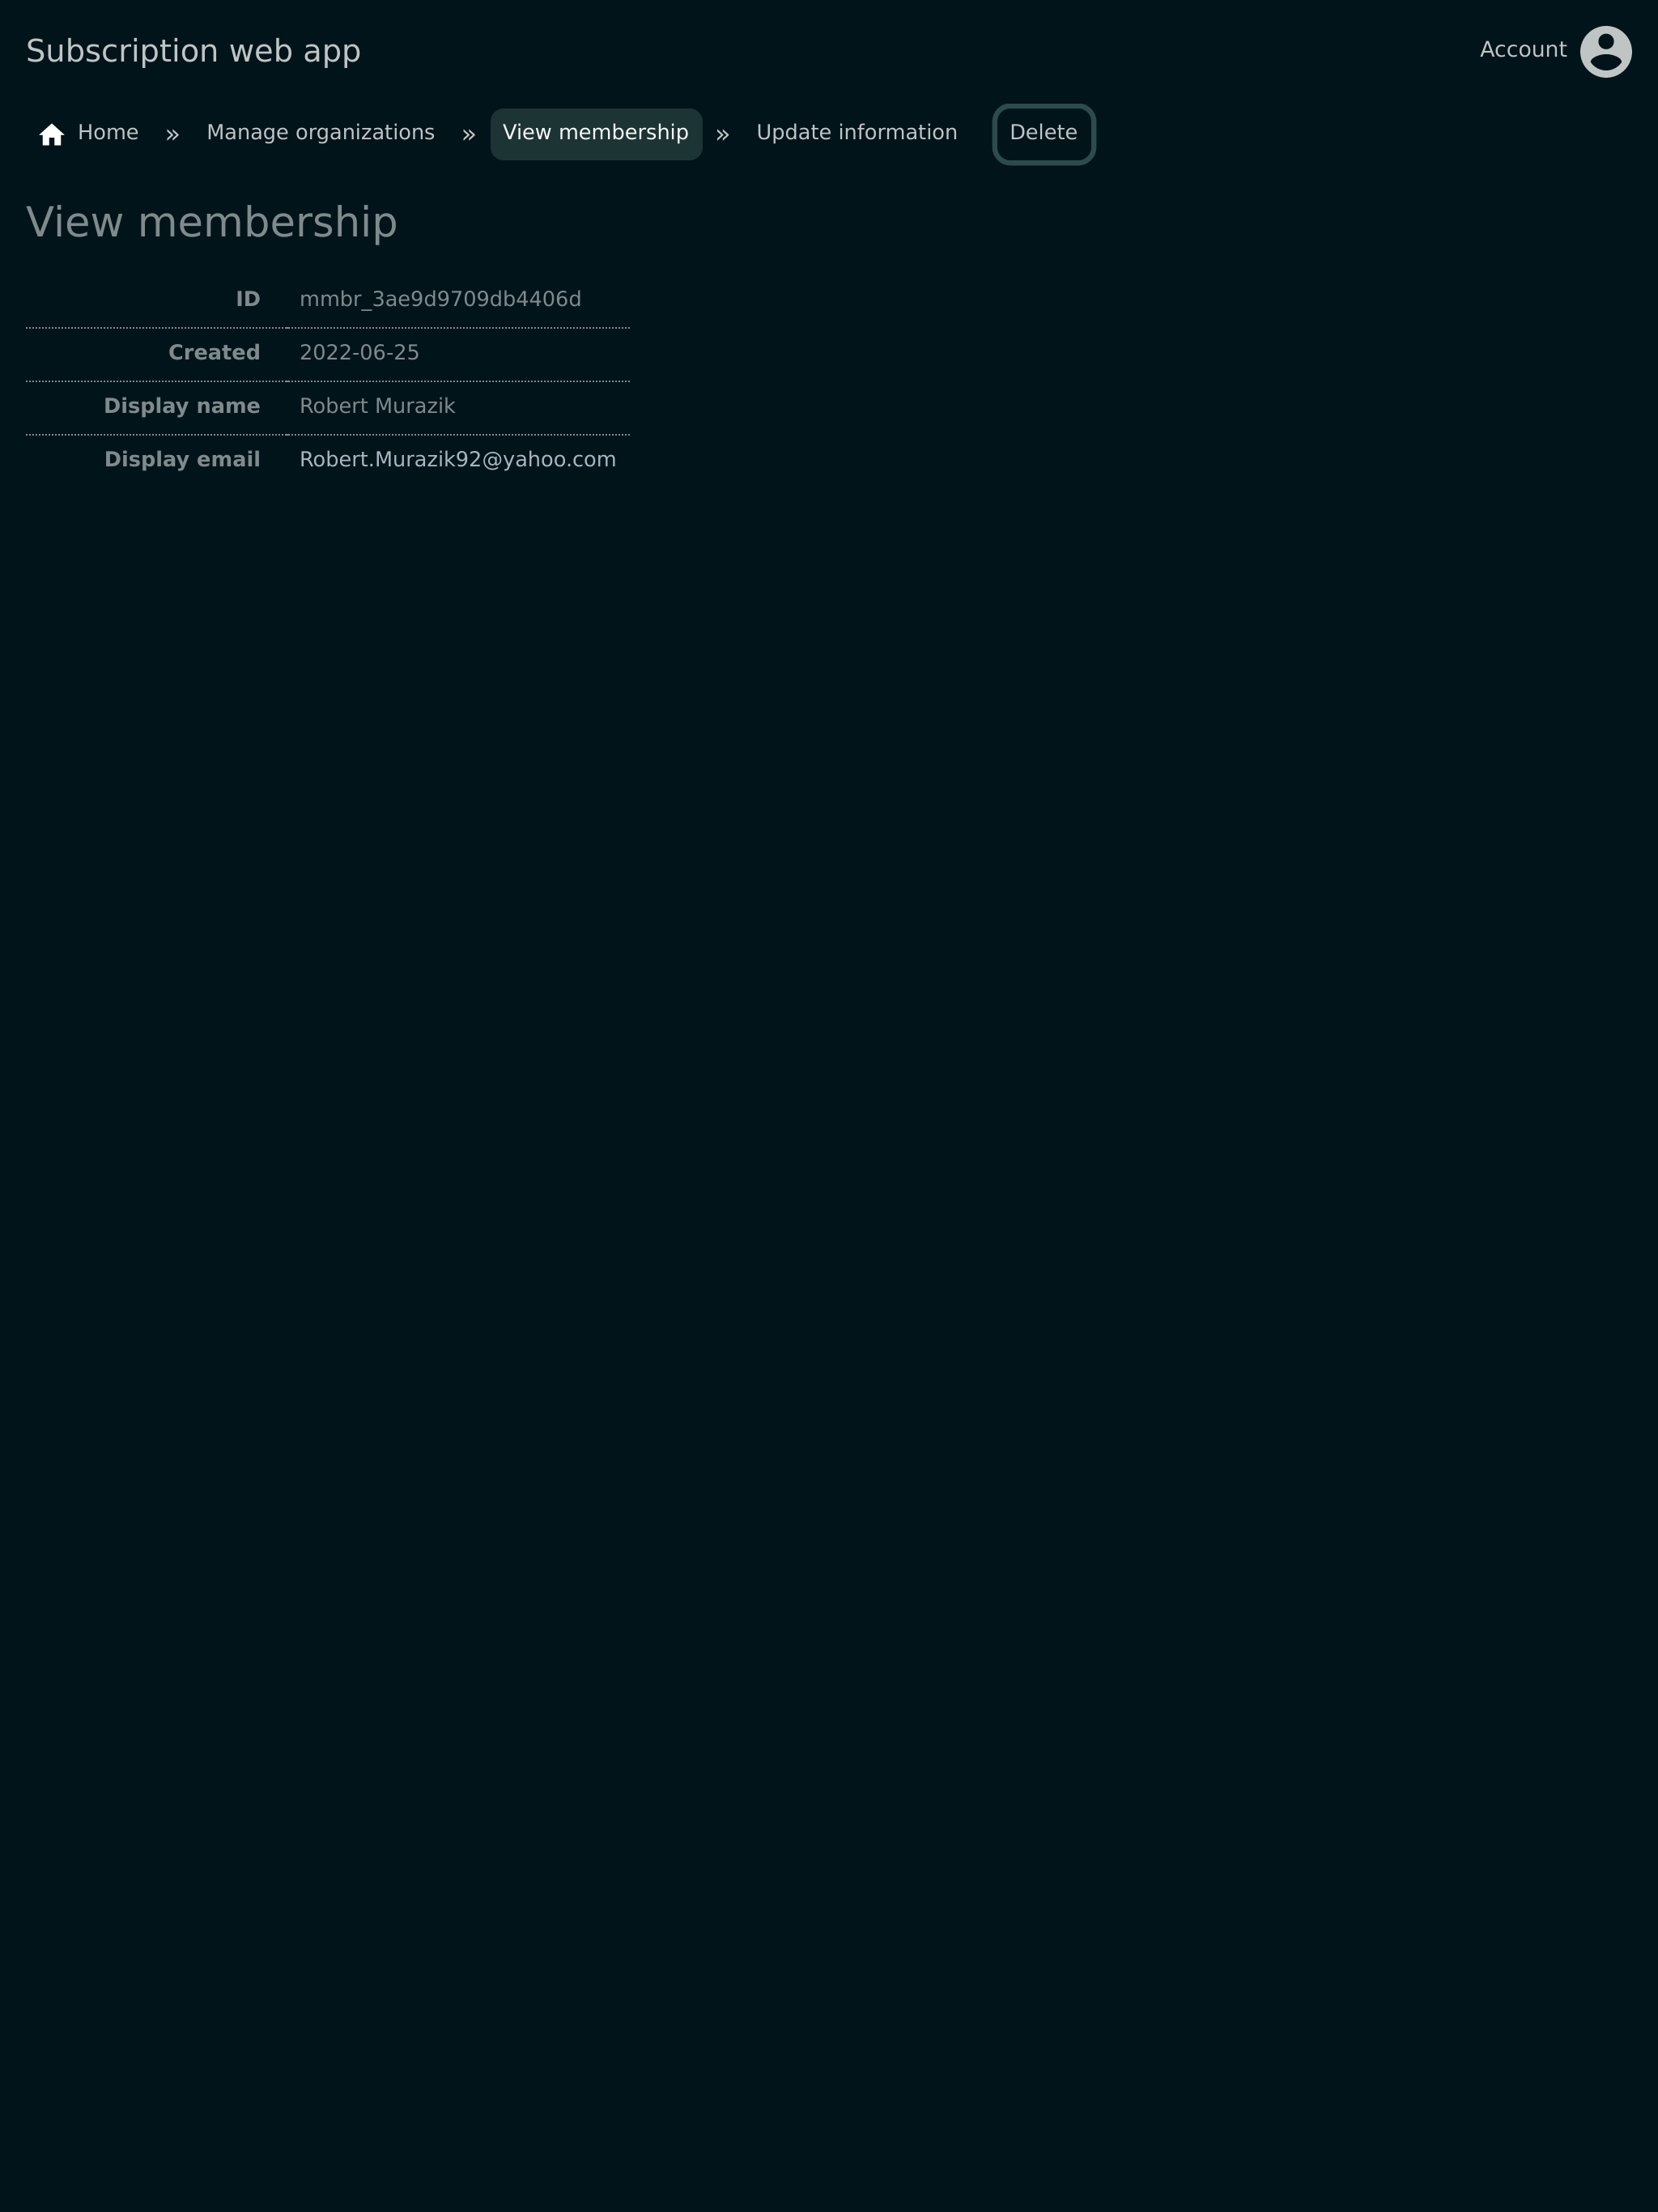 Subscription web app
Account
Home » Manage organizations » View membership » Update information Delete
View membership
ID mmbr_3ae9d9709db4406d
Created 2022-06-25
Display name Robert Murazik
Display email Robert.Murazik92@yahoo.com